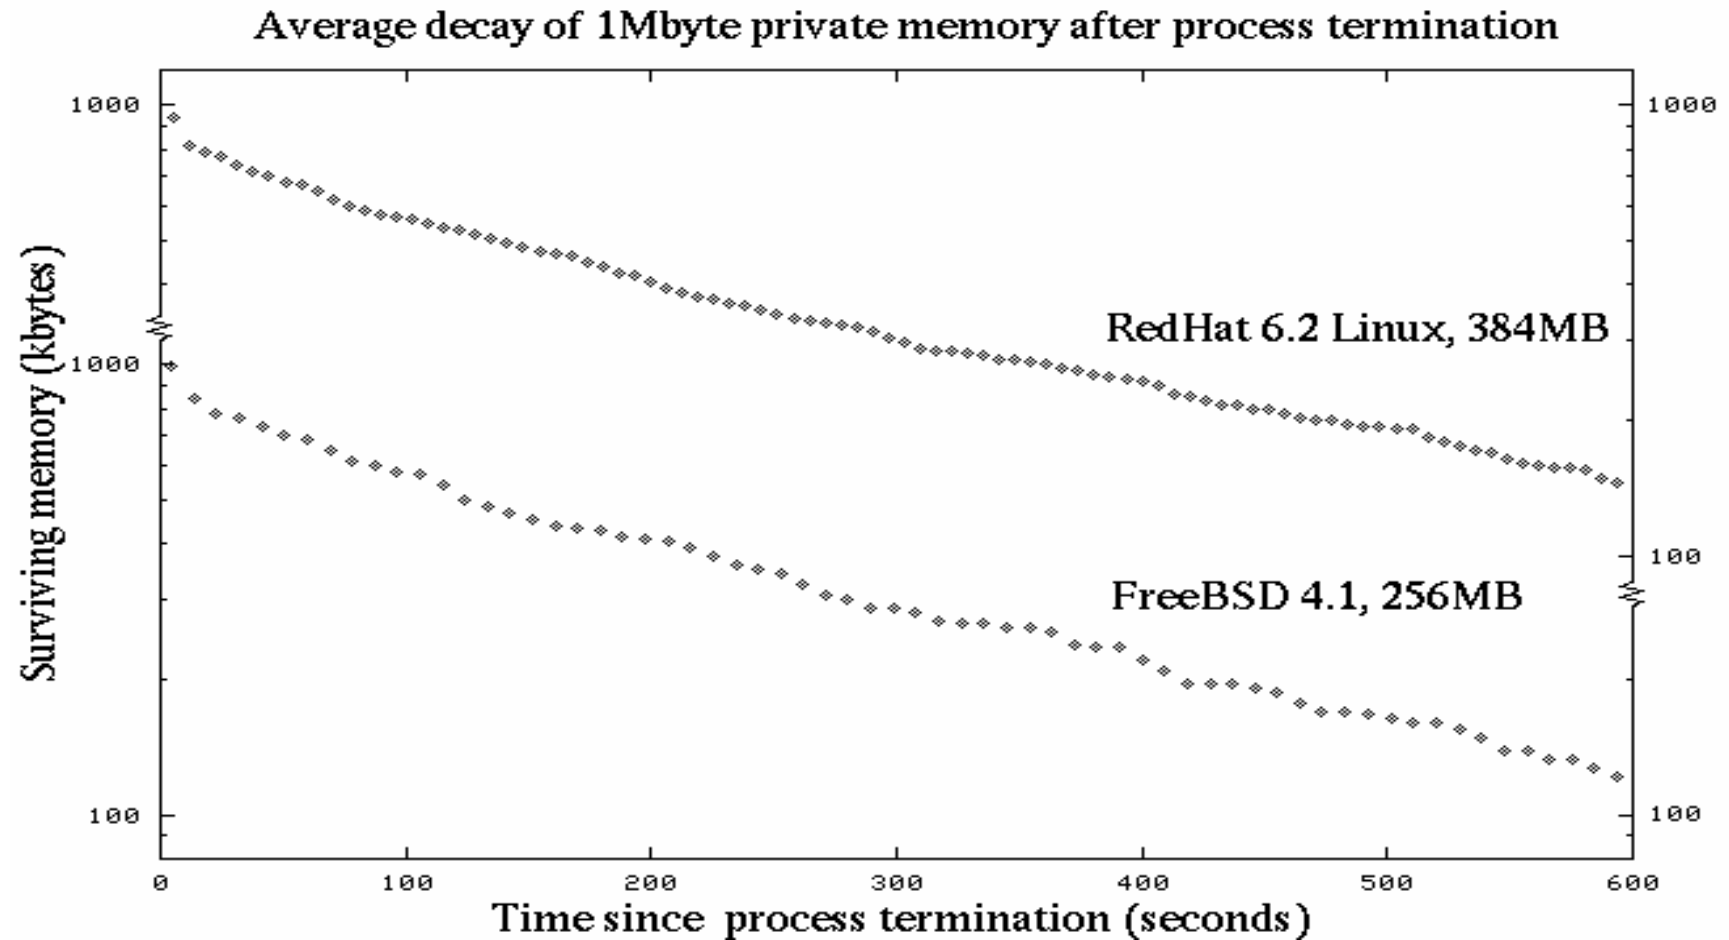 Average decay of 1Mbyte private memory after process termination
1000
1000
Surviving memory (kbytes)
RedHat 6.2 Linux, 384MB
1000
100
FreeBSD 4.1, 256MB
100
100
0 100 200 300 400 500 600
Time since process termination (seconds)